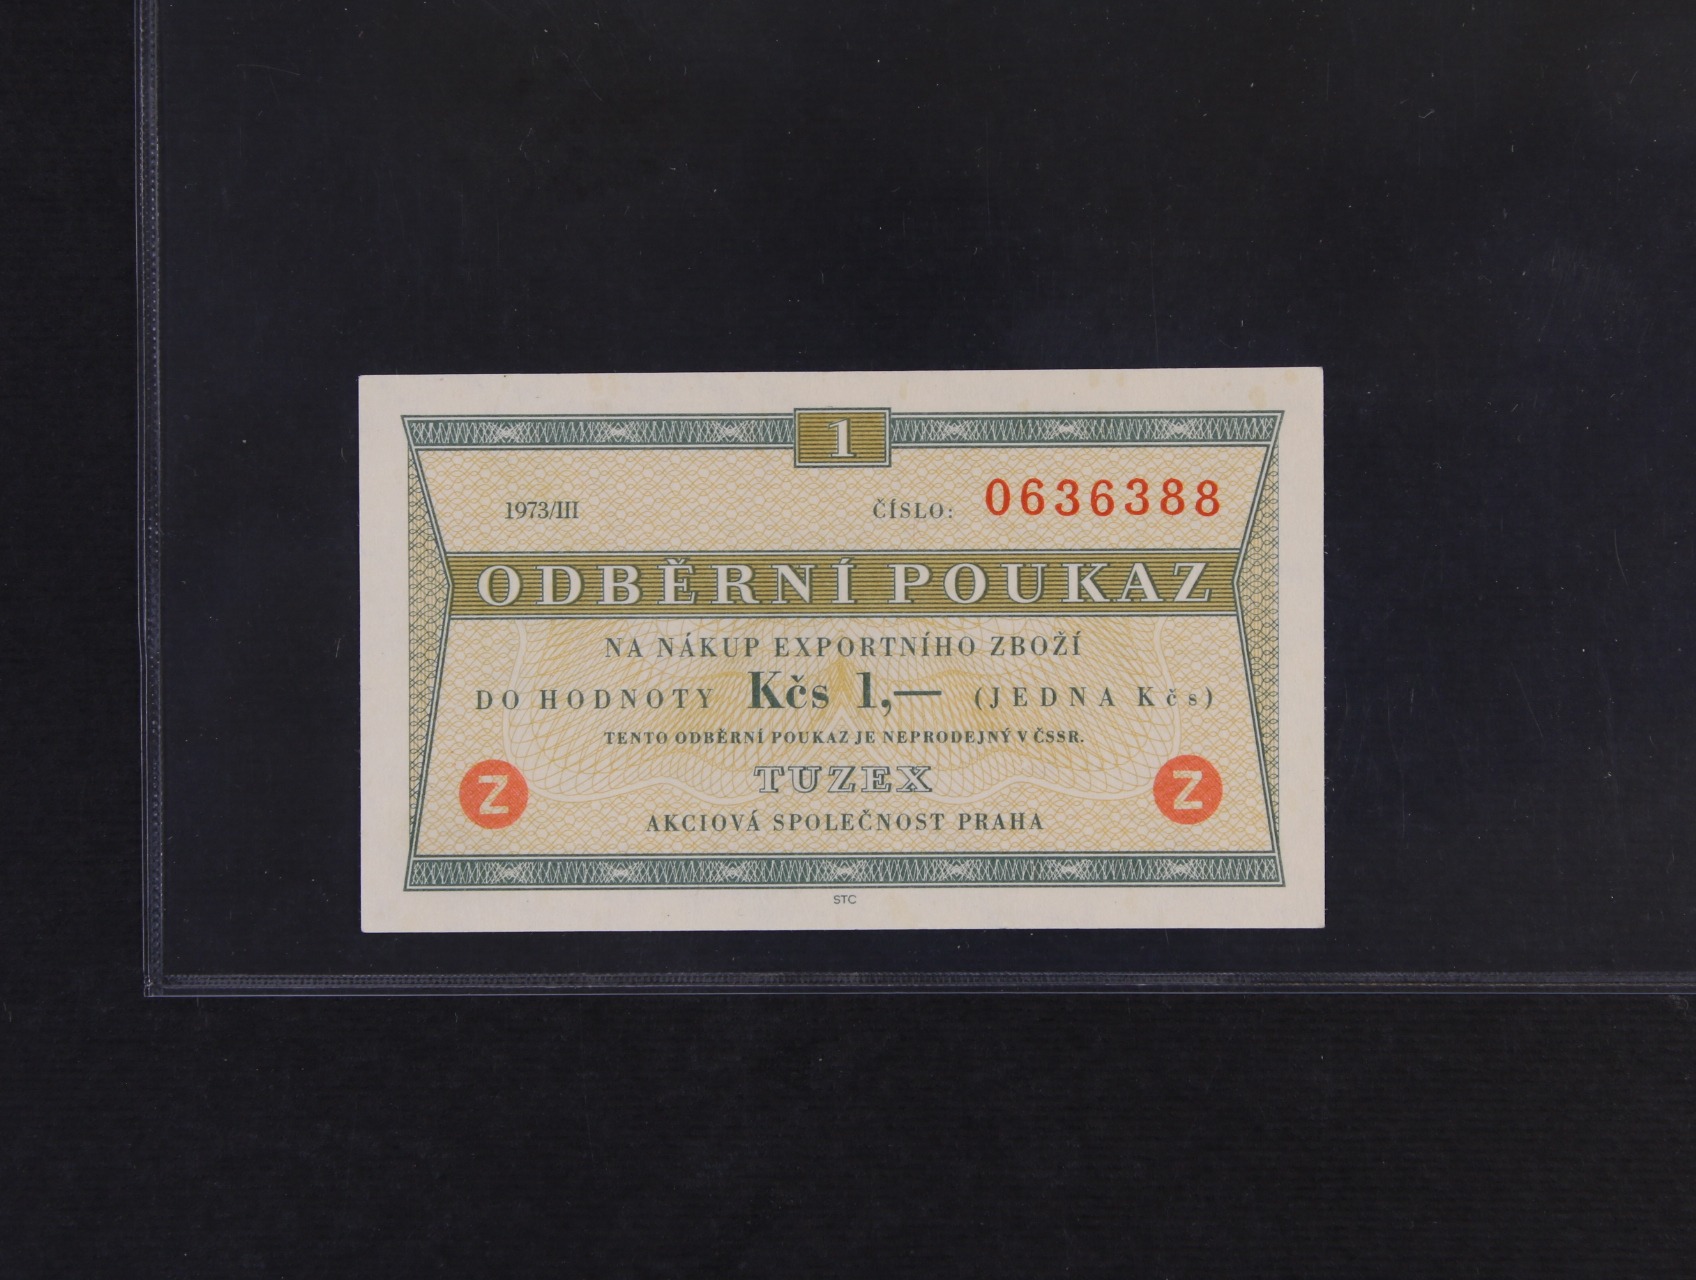 1
1973/III ČÍSLO: 0636388
ODBĚRNÍ POUKAZ
NA NÁKUP EXPORTNÍHO ZBOŽÍ
DO HODNOTY Kčs 1,— (JEDNA Kčs)
TENTO ODBĚRNÍ POUKAZ JE NEPRODEJNÝ V ČSSR.
Z TUZEX Z
AKCIOVÁ SPOLEČNOST PRAHA
STC